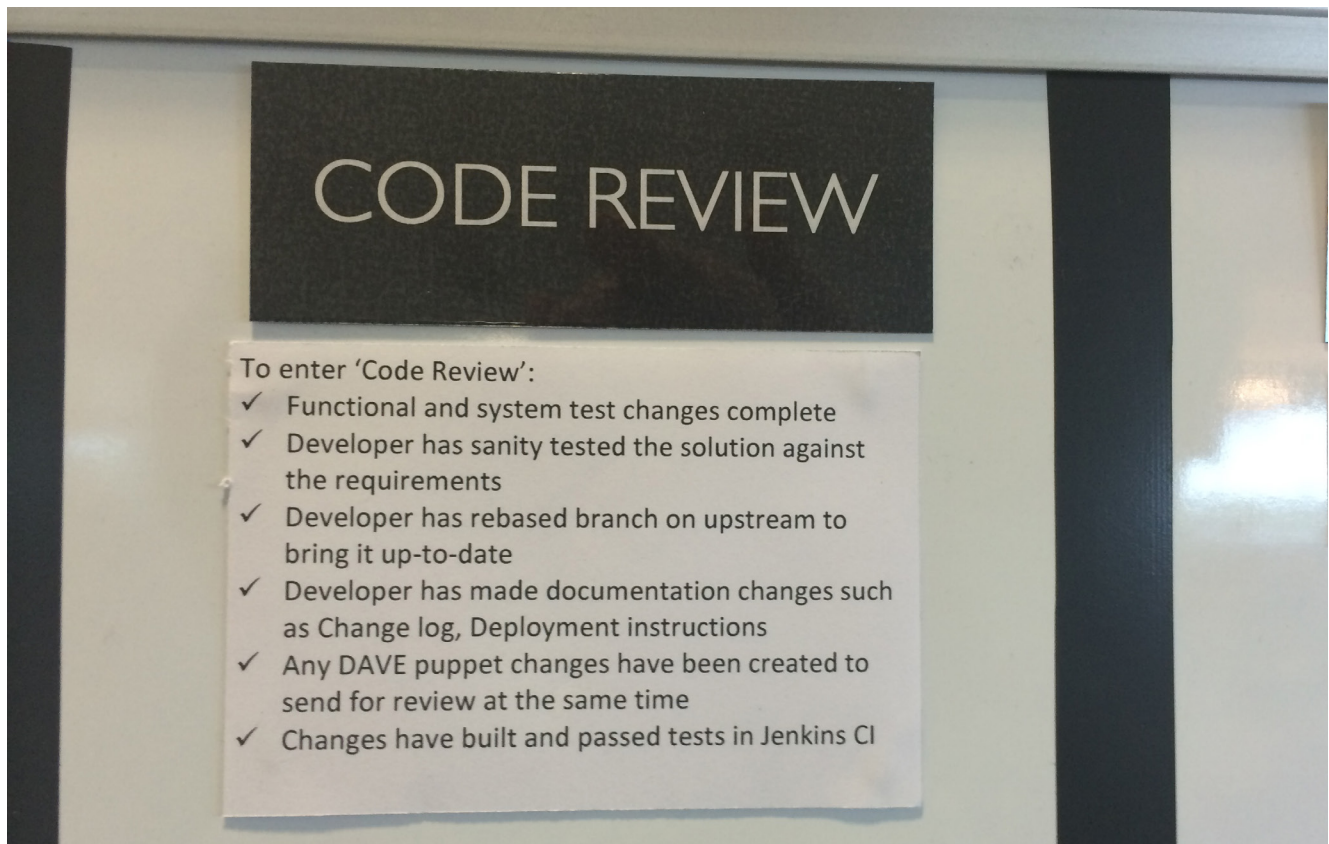 CODE REVIEW
To enter ‘Code Review’:
✓ Functional and system test changes complete
✓ Developer has sanity tested the solution against
the requirements
✓ Developer has rebased branch on upstream to
bring it up-to-date
✓ Developer has made documentation changes such
as Change log, Deployment instructions
✓ Any DAVE puppet changes have been created to
send for review at the same time
✓ Changes have built and passed tests in Jenkins CI